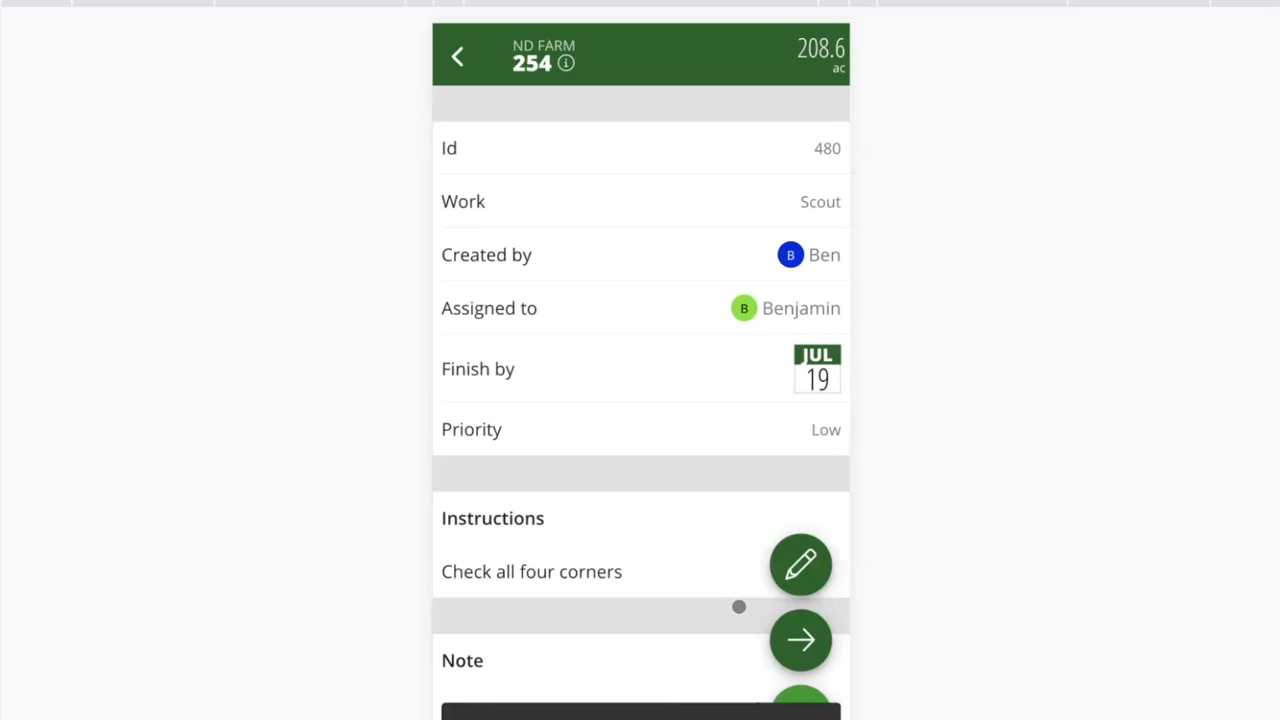 ND FARM
254
208.6
ac
Id
480
Work
Scout
Created by
B
Ben
Assigned to
B
Benjamin
Finish by
JUL
19
Priority
Low
Instructions
Check all four corners
Note